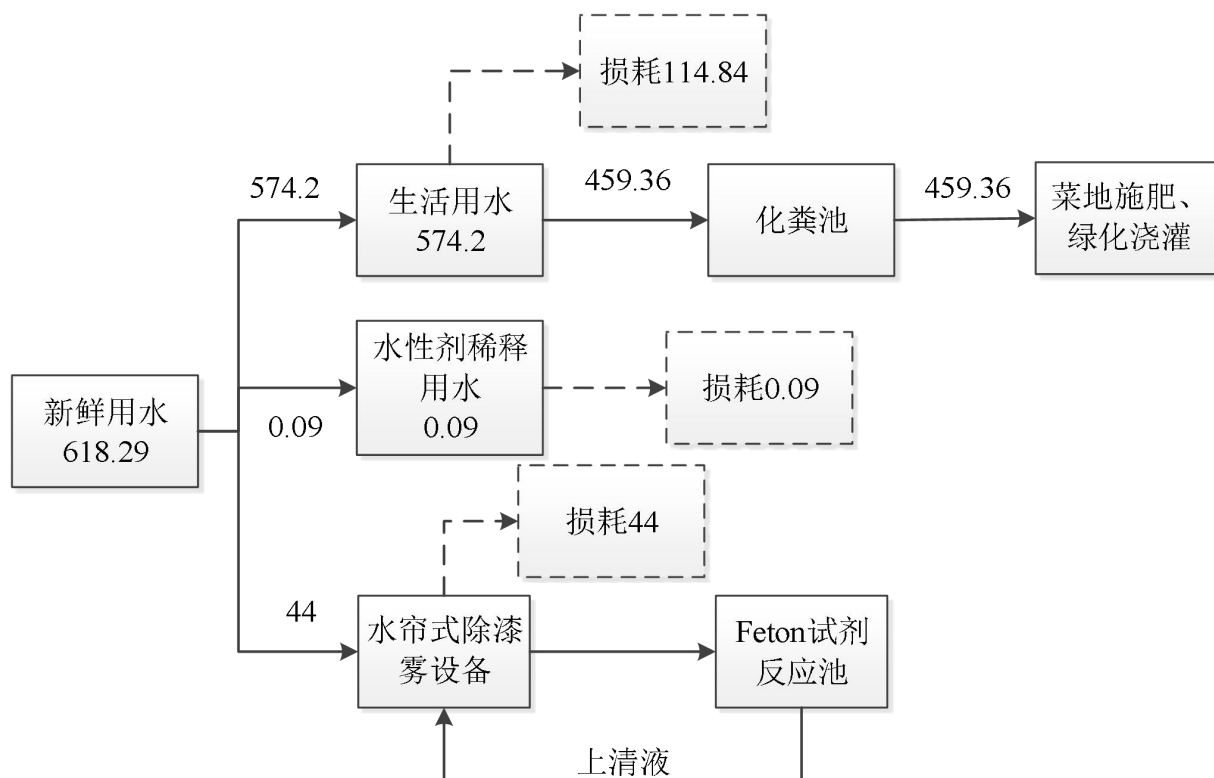 损耗114.84
574.2
生活用水
574.2
459.36
化粪池
459.36
菜地施肥、
绿化浇灌
新鲜用水
618.29
0.09
水性剂稀释
用水
0.09
损耗0.09
损耗44
44
水帘式除漆
雾设备
Feton试剂
反应池
上清液